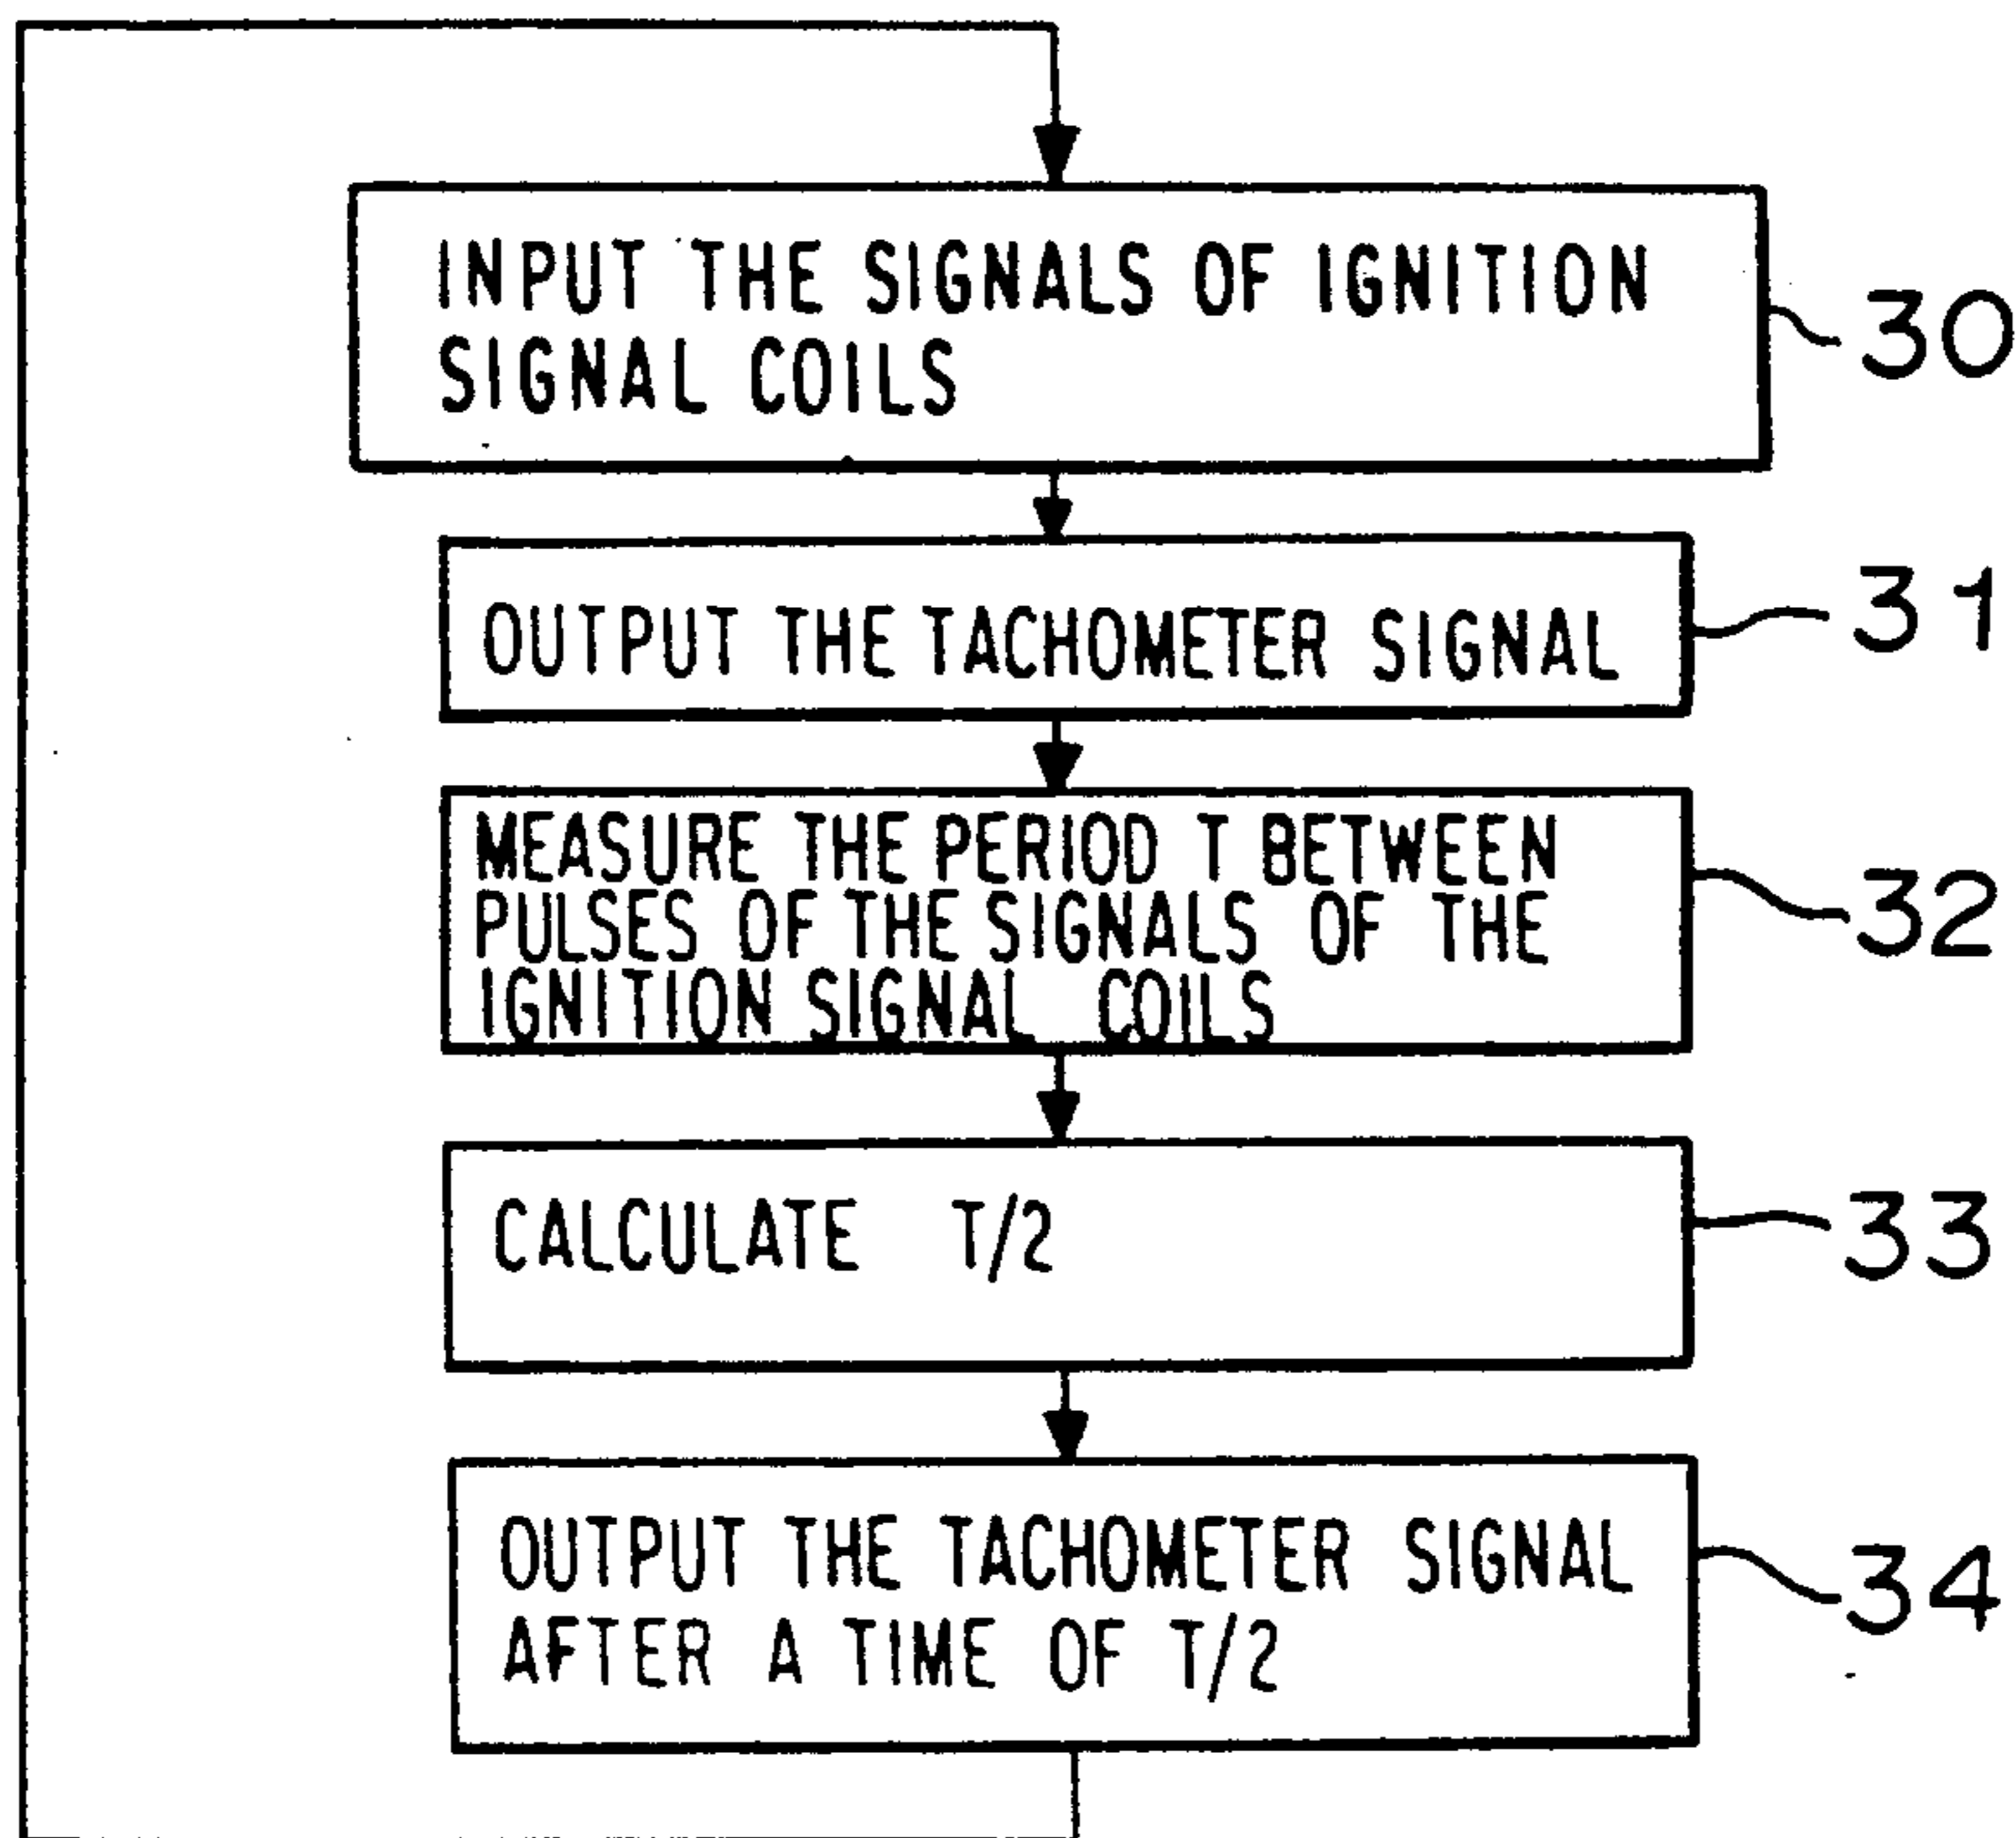 INPUT THE SIGNALS OF IGNITION
SIGNAL COILS
30
OUTPUT THE TACHOMETER SIGNAL
31
MEASURE THE PERIOD T BETWEEN
PULSES OF THE SIGNALS OF THE
IGNITION SIGNAL COILS
32
CALCULATE T/2
33
OUTPUT THE TACHOMETER SIGNAL
AFTER A TIME OF T/2
34